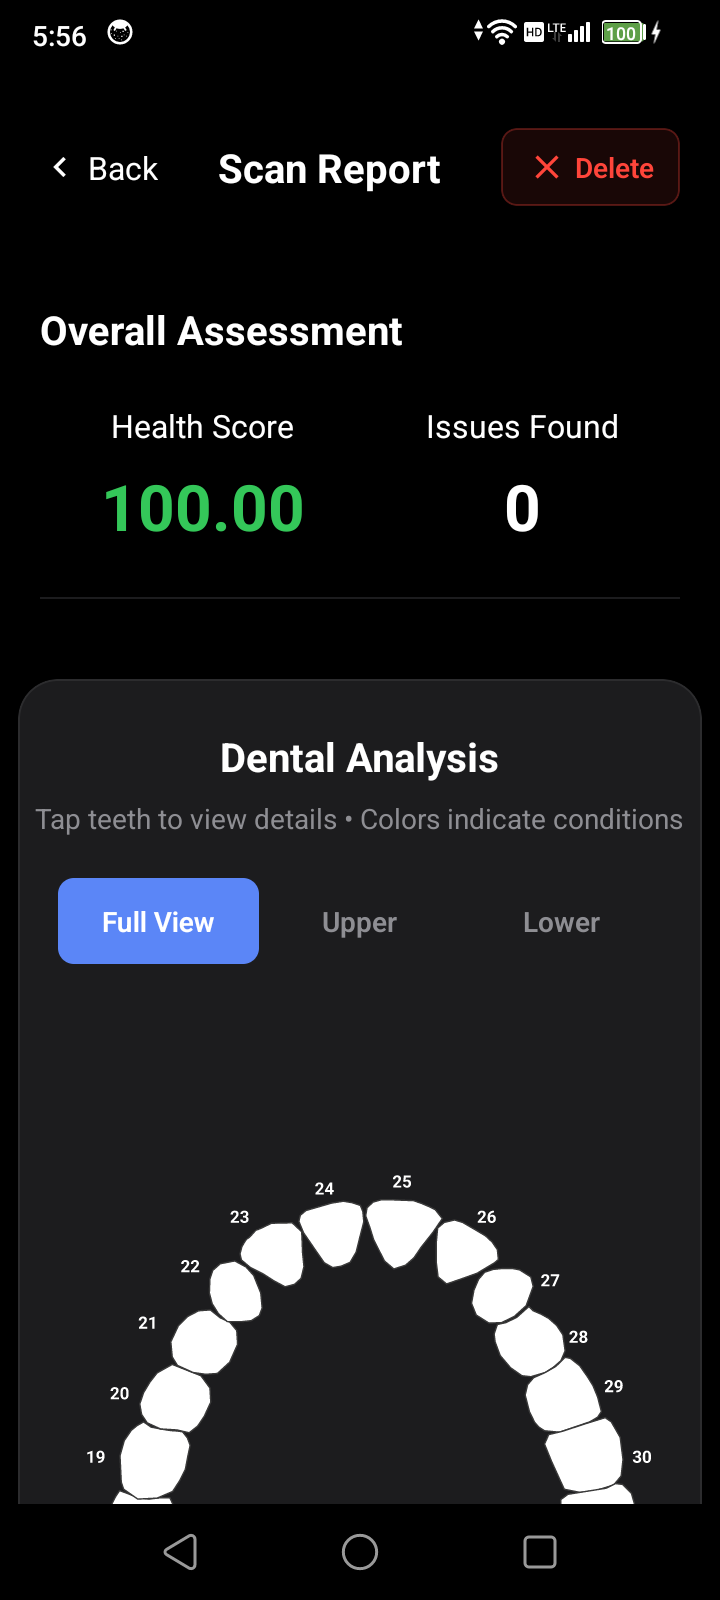 5:56 HD LTE 100
Back Scan Report Delete
Overall Assessment
Health Score Issues Found
100.00 0
Dental Analysis
Tap teeth to view details • Colors indicate conditions
Full View Upper Lower
25
24
23 26
22
27
21
28
29
20
19 30